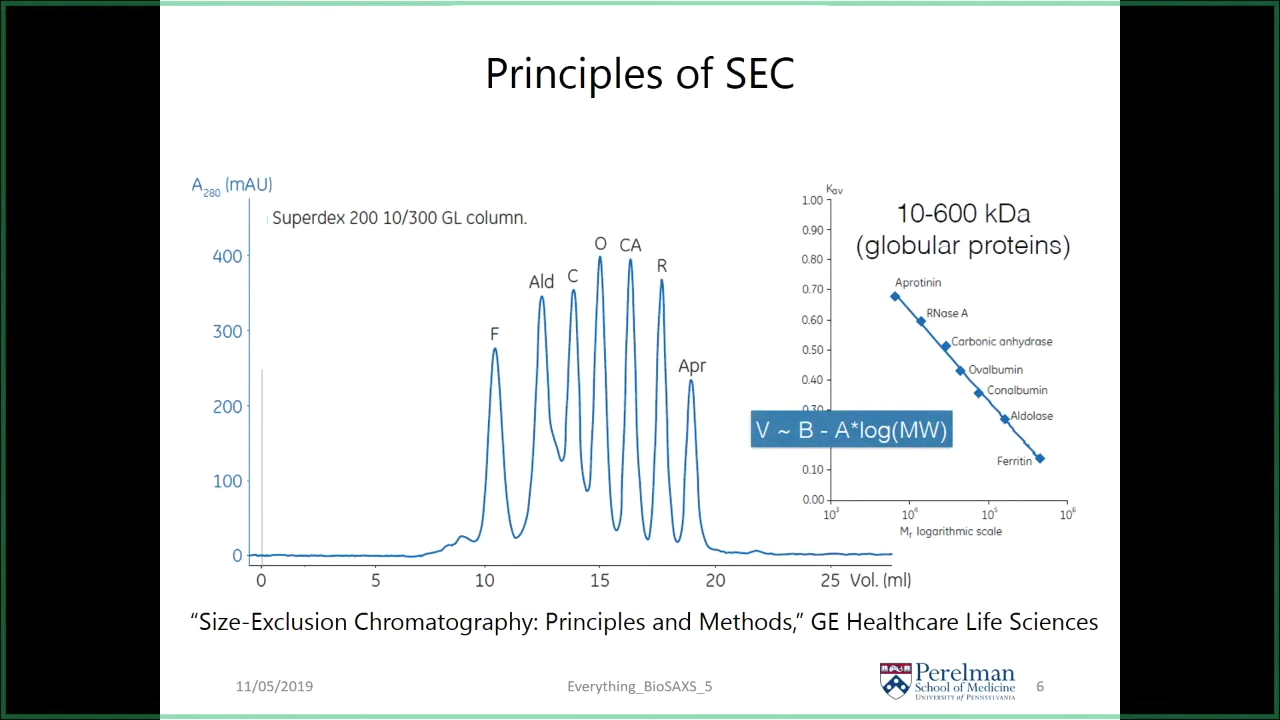 Principles of SEC
A280 (mAU)
Superdex 200 10/300 GL column.
400
300
200
100
0
F
Ald
C
O
CA
R
Apr
0
5
10
15
20
25
Vol. (ml)
Kav
1.00
0.90
0.80
0.70
0.60
0.50
0.40
0.30
0.10
0.00
10-600 kDa
(globular proteins)
Aprotinin
RNase A
Carbonic anhydrase
Ovalbumin
Conalbumin
Aldolase
Ferritin
V ~ B - A*log(MW)
10³
10⁴
10⁵
10⁶
Mr logarithmic scale
“Size-Exclusion Chromatography: Principles and Methods,” GE Healthcare Life Sciences
11/05/2019
Everything_BioSAXS_5
Perelman
School of Medicine
University of Pennsylvania
6